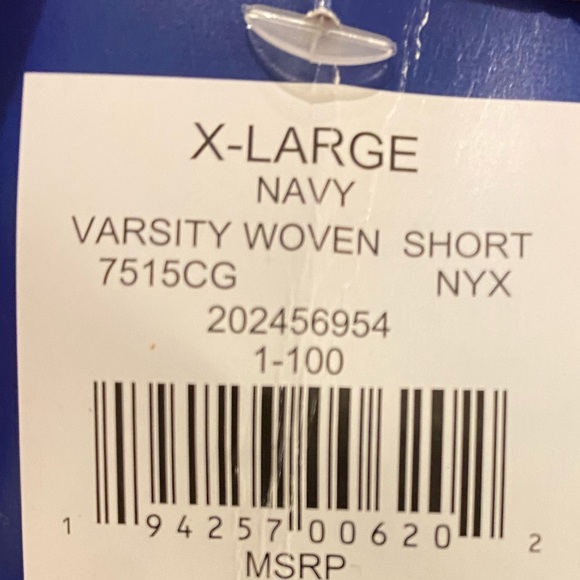 X-LARGE
NAVY
VARSITY WOVEN SHORT
7515CG NYX
202456954
1-100
1 94257 00620 2
MSRP